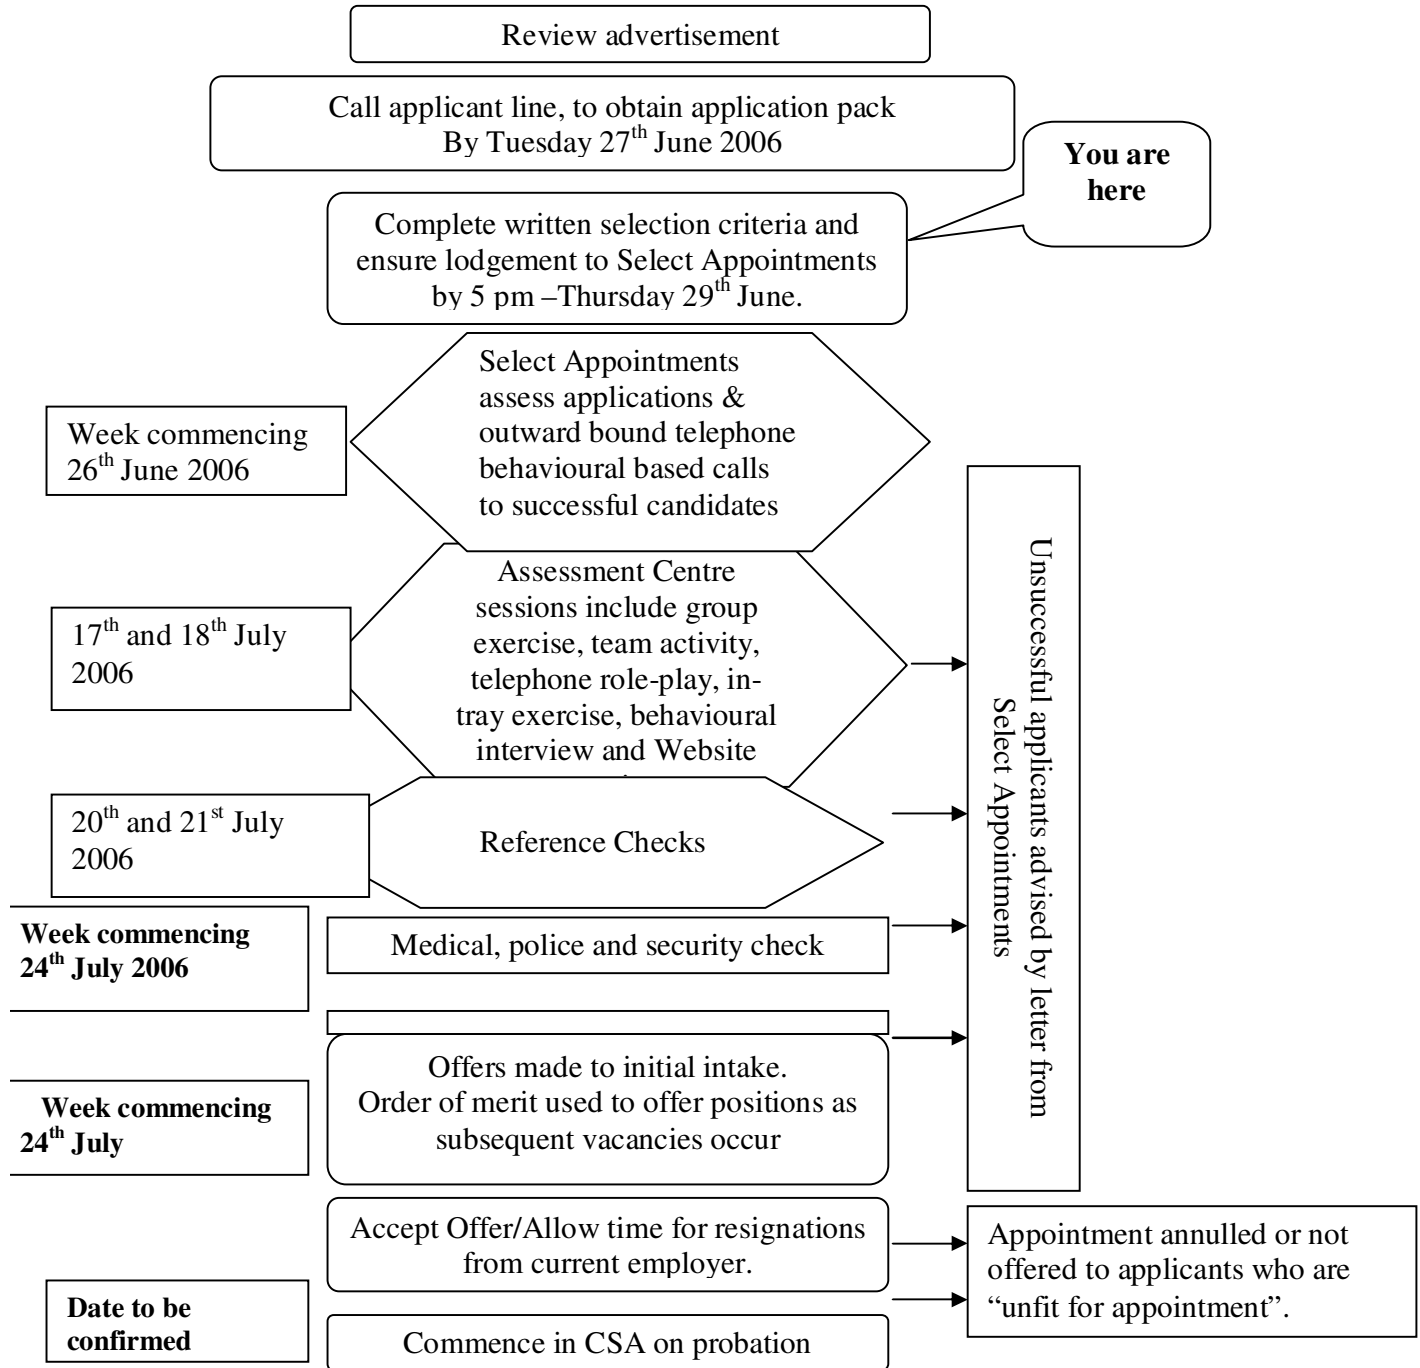 Review advertisement
Call applicant line, to obtain application pack
By Tuesday 27th June 2006
You are
here
Complete written selection criteria and
ensure lodgement to Select Appointments
by 5 pm –Thursday 29th June.
Select Appointments
assess applications &
outward bound telephone
behavioural based calls
to successful candidates
Week commencing
26th June 2006
Assessment Centre
sessions include group
exercise, team activity,
telephone role-play, in-
tray exercise, behavioural
interview and Website
17th and 18th July
2006
Unsuccessful applicants advised by letter from
Select Appointments
20th and 21st July
2006
Reference Checks
Week commencing
24th July 2006
Medical, police and security check
Offers made to initial intake.
Order of merit used to offer positions as
subsequent vacancies occur
Week commencing
24th July
Accept Offer/Allow time for resignations
from current employer.
Appointment annulled or not
offered to applicants who are
“unfit for appointment”.
Date to be
confirmed
Commence in CSA on probation